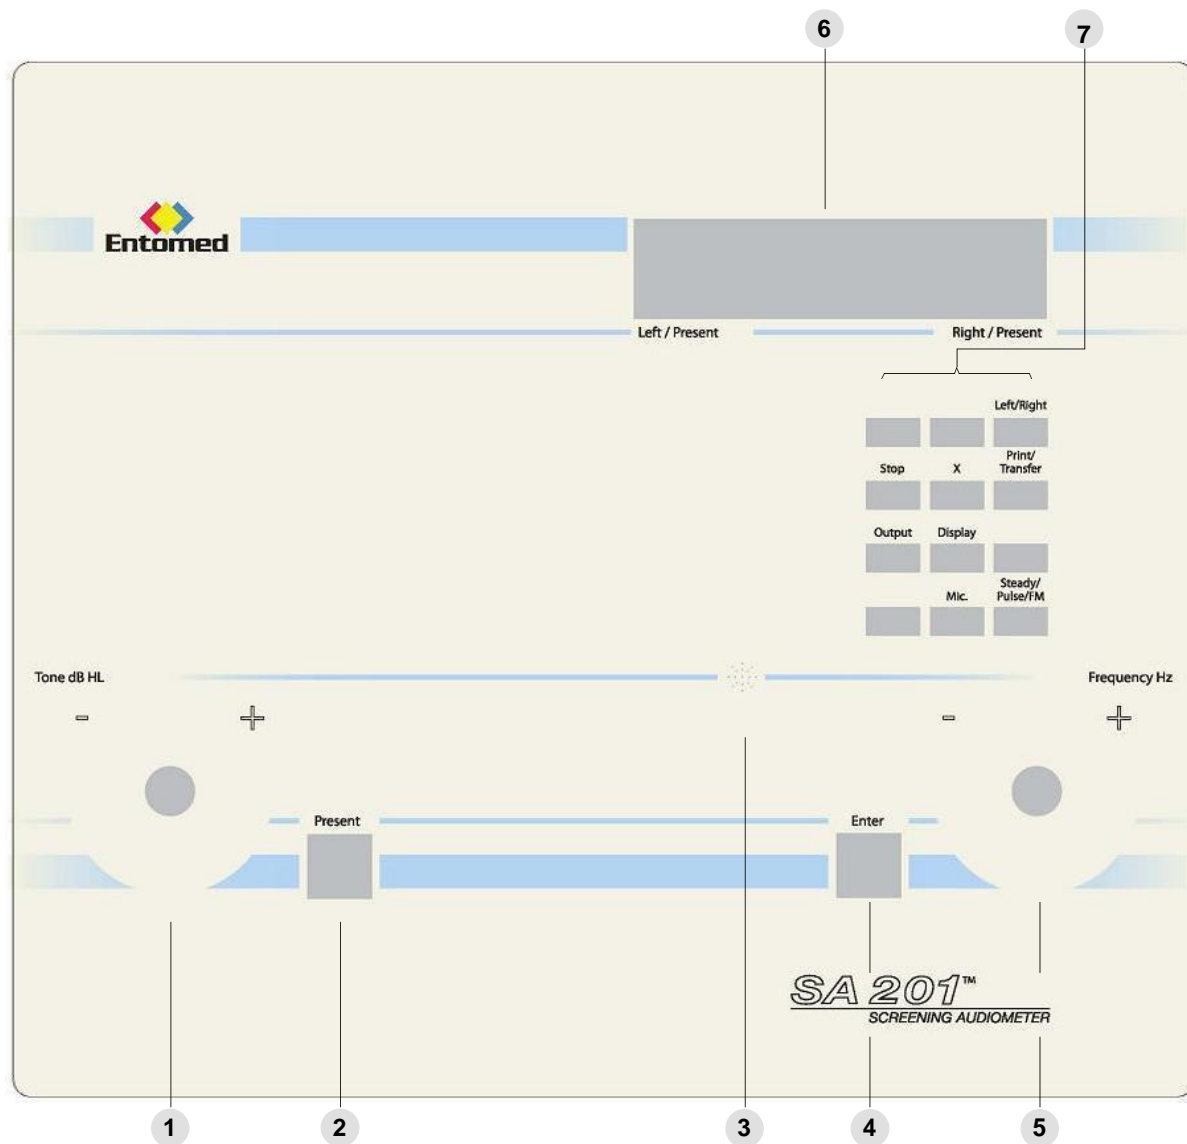 6
7
Entomed
Left / Present
Right / Present
Left/Right
Stop
X
Print/
Transfer
Output
Display
Mic.
Steady/
Pulse/FM
Tone dB HL
Frequency Hz
-
+
-
+
Present
Enter
SA 201™
SCREENING AUDIOMETER
1
2
3
4
5